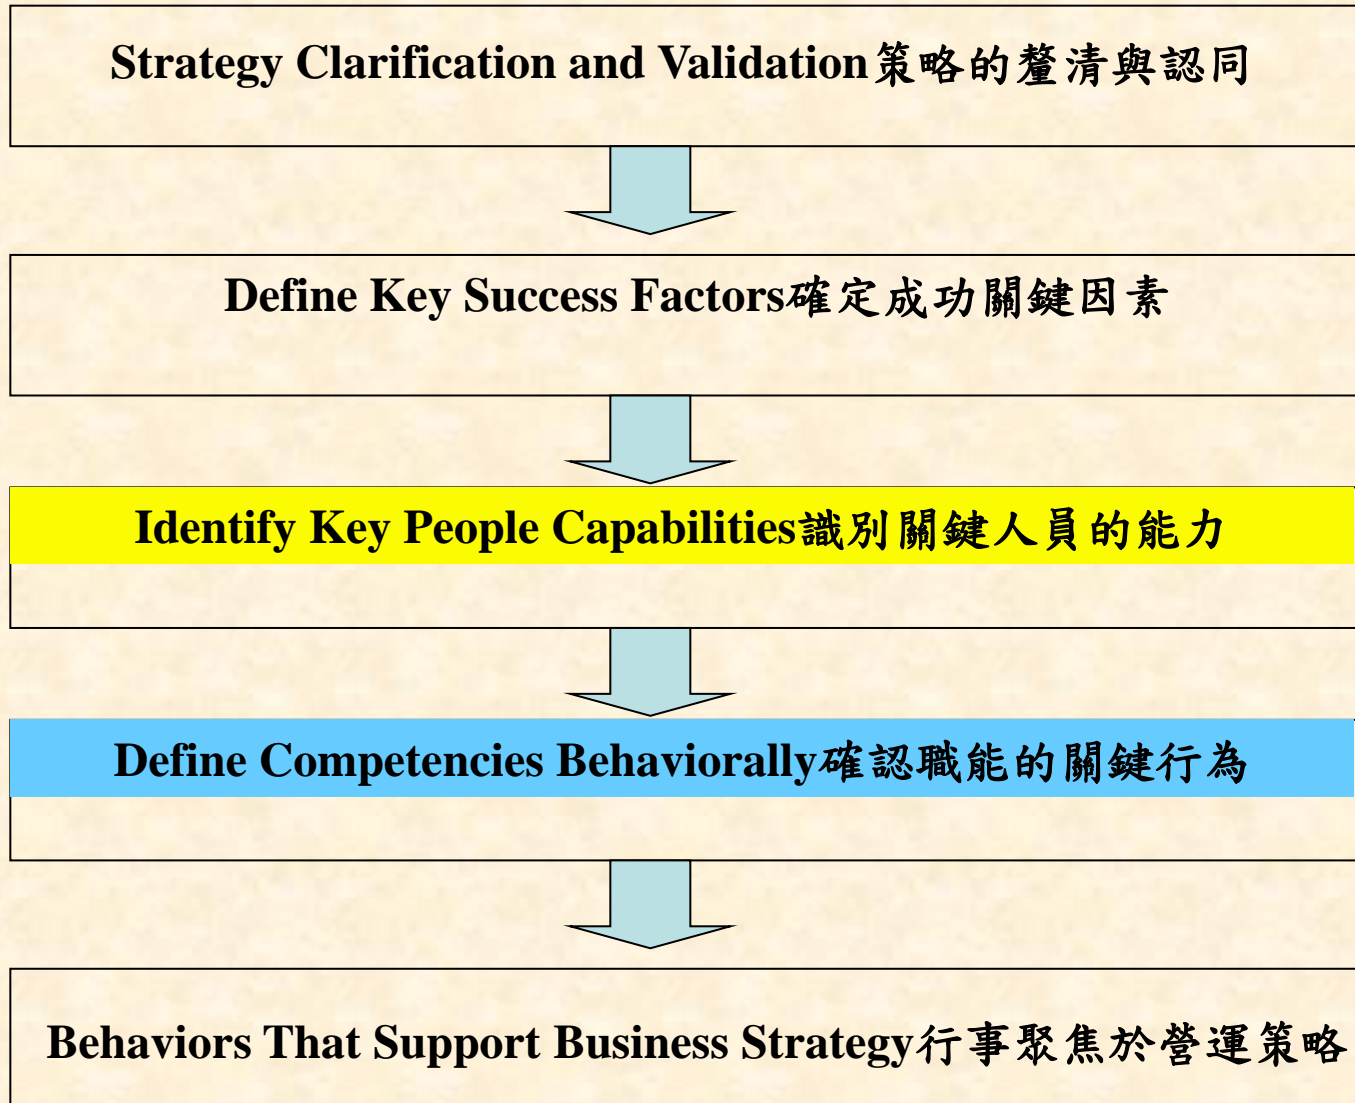 Strategy Clarification and Validation策略的釐清與認同
Define Key Success Factors確定成功關鍵因素
Identify Key People Capabilities識別關鍵人員的能力
Define Competencies Behaviorally確認職能的關鍵行為
Behaviors That Support Business Strategy行事聚焦於營運策略